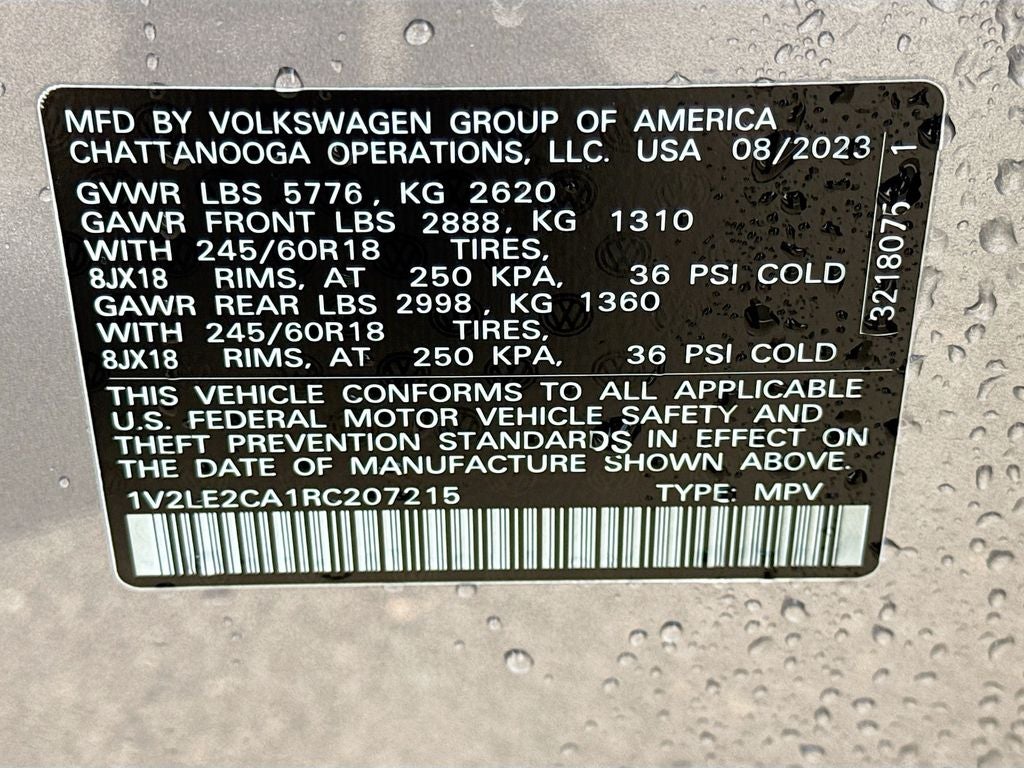 MFD BY VOLKSWAGEN GROUP OF AMERICA
CHATTANOOGA OPERATIONS, LLC. USA 08/2023
GVWR LBS 5776, KG 2620
GAWR FRONT LBS 2888, KG 1310
WITH 245/60R18 TIRES,
8JX18 RIMS, AT 250 KPA, 36 PSI COLD
GAWR REAR LBS 2998, KG 1360
WITH 245/60R18 TIRES,
8JX18 RIMS, AT 250 KPA, 36 PSI COLD
3218075 1
THIS VEHICLE CONFORMS TO ALL APPLICABLE
U.S. FEDERAL MOTOR VEHICLE SAFETY AND
THEFT PREVENTION STANDARDS IN EFFECT ON
THE DATE OF MANUFACTURE SHOWN ABOVE.
1V2LE2CA1RC207215 TYPE: MPV